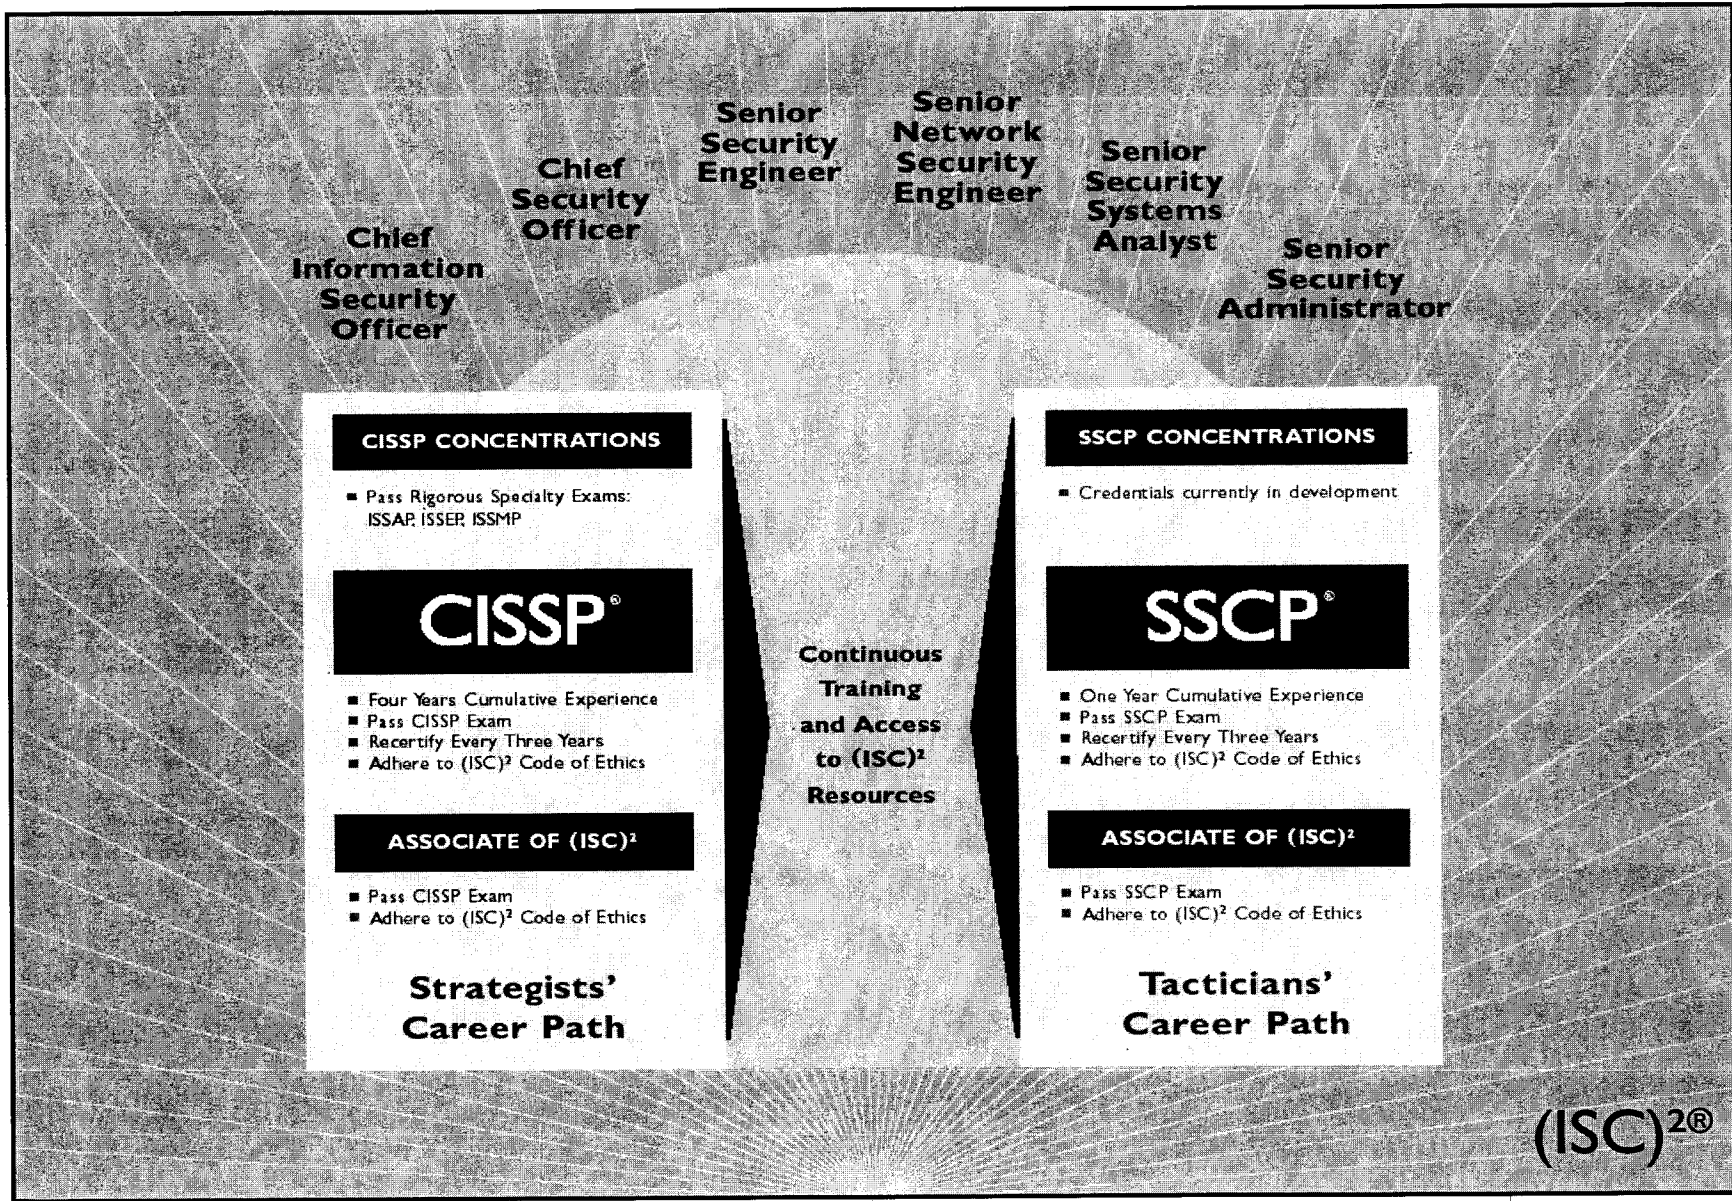 Chief
Information
Security
Officer
Chief
Security
Officer
Senior
Security
Engineer
Senior
Network
Security
Engineer
Senior
Security
Systems
Analyst
Senior
Security
Administrator
CISSP CONCENTRATIONS
■ Pass Rigorous Specialty Exams:
ISSAP, ISSEP, ISSMP
CISSP®
■ Four Years Cumulative Experience
■ Pass CISSP Exam
■ Recertify Every Three Years
■ Adhere to (ISC)² Code of Ethics
ASSOCIATE OF (ISC)²
■ Pass CISSP Exam
■ Adhere to (ISC)² Code of Ethics
Strategists’
Career Path
Continuous
Training
and Access
to (ISC)²
Resources
SSCP CONCENTRATIONS
■ Credentials currently in development
SSCP®
■ One Year Cumulative Experience
■ Pass SSCP Exam
■ Recertify Every Three Years
■ Adhere to (ISC)² Code of Ethics
ASSOCIATE OF (ISC)²
■ Pass SSCP Exam
■ Adhere to (ISC)² Code of Ethics
Tacticians’
Career Path
(ISC)²®